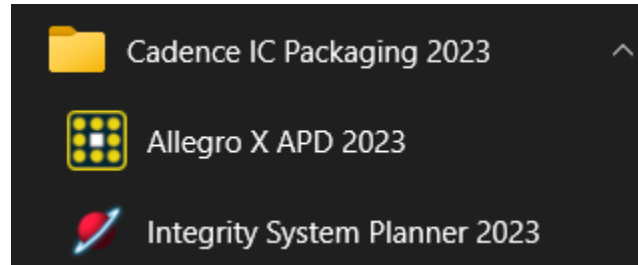 Cadence IC Packaging 2023
Allegro X APD 2023
Integrity System Planner 2023